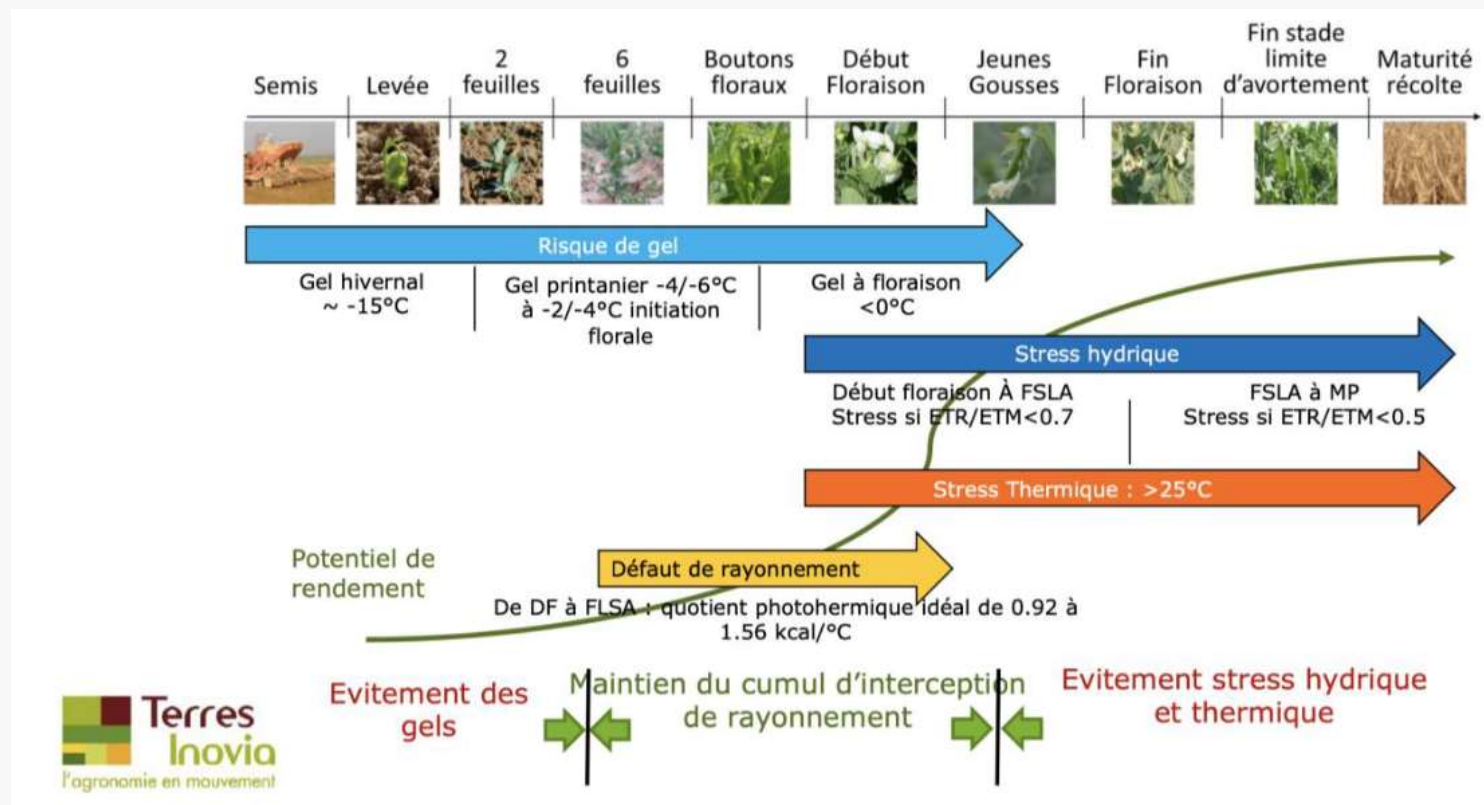 Semis
Levée
2
feuilles
6
feuilles
Boutons
floraux
Début
Floraison
Jeunes
Gousses
Fin
Floraison
Fin stade
limite
d'avortement
Maturité
récolte
Risque de gel
Gel hivernal
~ -15°C
Gel printanier -4/-6°C
à -2/-4°C initiation
florale
Gel à floraison
<0°C
Stress hydrique
Début floraison À FSLA
Stress si ETR/ETM<0.7
FSLA à MP
Stress si ETR/ETM<0.5
Stress Thermique : >25°C
Potentiel de
rendement
Défaut de rayonnement
De DF à FLSA : quotient photohermique idéal de 0.92 à
1.56 kcal/°C
Evitement des
gels
Maintien du cumul d'interception
de rayonnement
Evitement stress hydrique
et thermique
Terres
Inovia
l'agronomie en mouvement